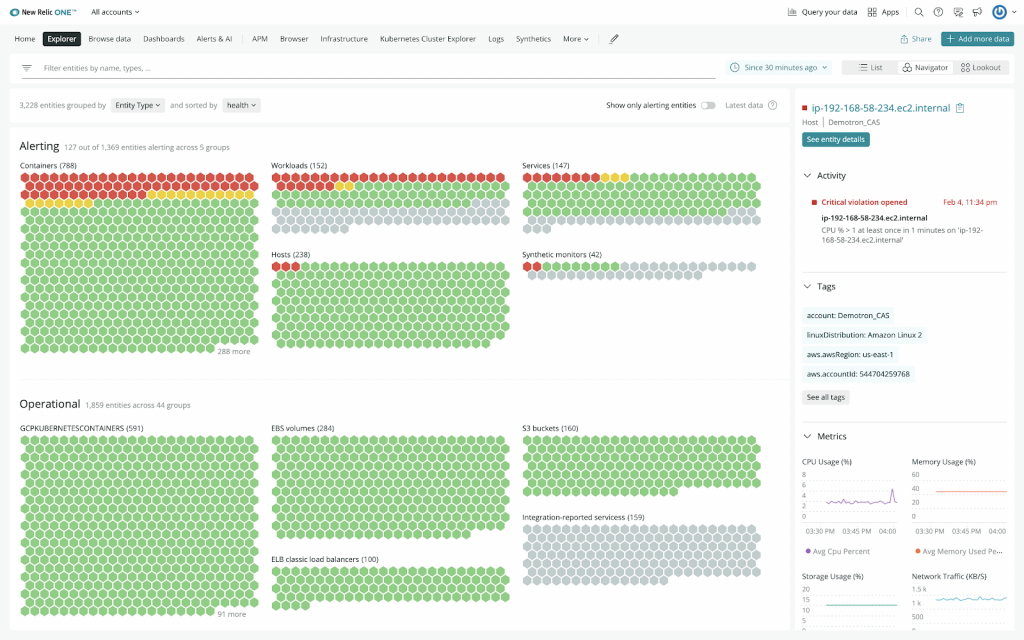 New Relic ONE™
All accounts
Query your data
Apps
Home
Explorer
Browse data
Dashboards
Alerts & AI
APM
Browser
Infrastructure
Kubernetes Cluster Explorer
Logs
Synthetics
More
Share
+ Add more data
Filter entities by name, types, ...
Since 30 minutes ago
List
Navigator
Lookout
3,228 entities grouped by Entity Type and sorted by health
Show only alerting entities
Latest data
Alerting 127 out of 1,369 entities alerting across 5 groups
Containers (788)
288 more
Workloads (152)
Services (147)
Hosts (238)
Synthetic monitors (42)
Operational 1,859 entities across 44 groups
GCPKUBERNETESCONTAINERS (591)
91 more
EBS volumes (284)
S3 buckets (160)
Integration-reported servicess (159)
ELB classic load balancers (100)
ip-192-168-58-234.ec2.internal
Host | Demotron_CAS
See entity details
Activity
Critical violation opened Feb 4, 11:34 pm
ip-192-168-58-234.ec2.internal
CPU % > 1 at least once in 1 minutes on 'ip-192-
168-58-234.ec2.internal'
Tags
account: Demotron_CAS
linuxDistribution: Amazon Linux 2
aws.awsRegion: us-east-1
aws.accountId: 544704259768
See all tags
Metrics
CPU Usage (%)
8
6
4
2
0
03:30 PM 03:45 PM 04:00
Avg Cpu Percent
Memory Usage (%)
60
40
20
0
03:30 PM 03:45 PM 04:00
Avg Memory Used Pe...
Storage Usage (%)
20
15
10
5
Network Traffic (KB/S)
1.5 k
1 k
500